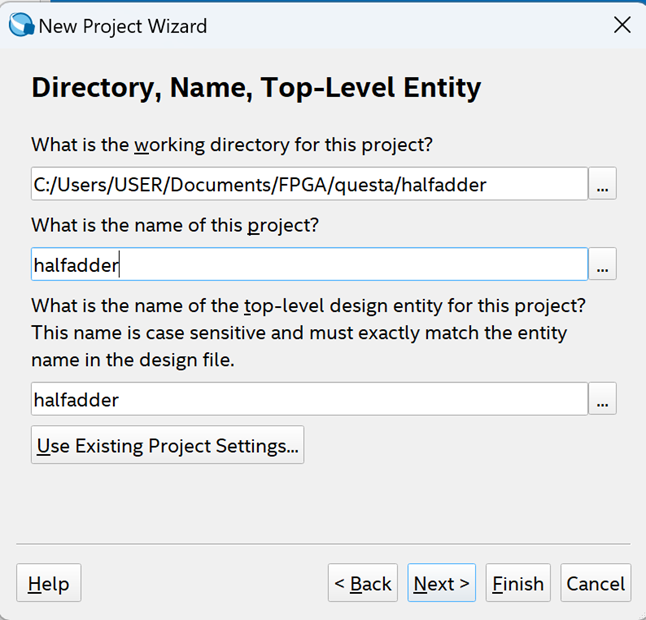 New Project Wizard
Directory, Name, Top-Level Entity
What is the working directory for this project?
C:/Users/USER/Documents/FPGA/questa/halfadder
...
What is the name of this project?
halfadder
...
What is the name of the top-level design entity for this project?
This name is case sensitive and must exactly match the entity
name in the design file.
halfadder
...
Use Existing Project Settings...
Help
< Back
Next >
Finish
Cancel